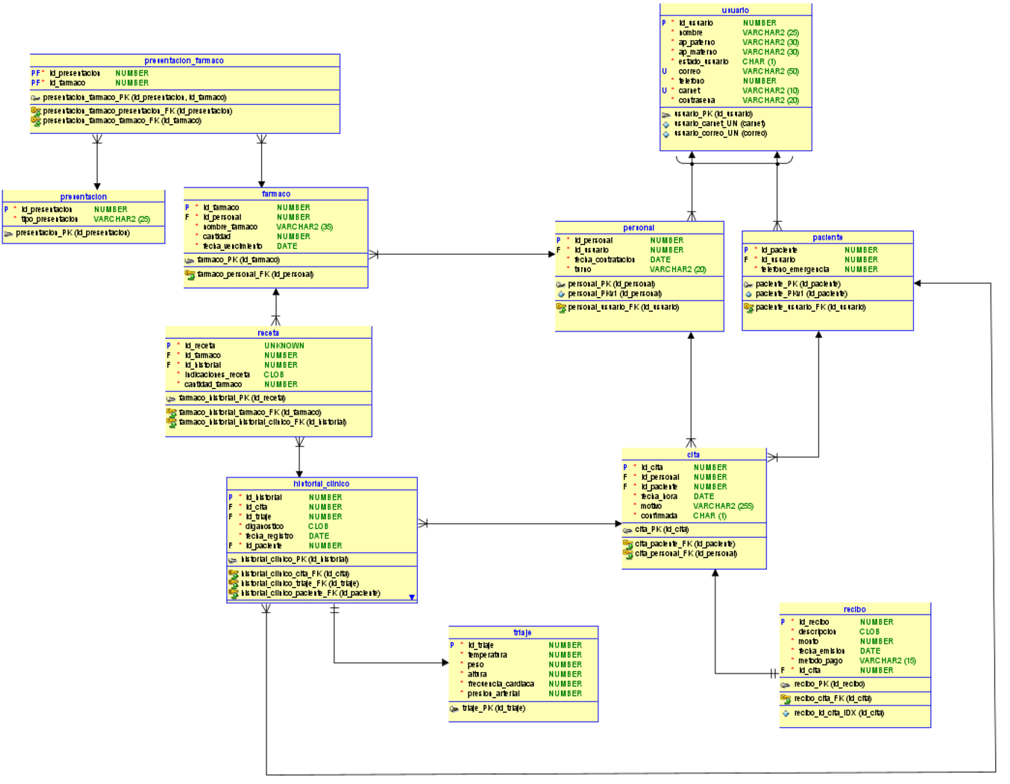 usuario
P * id_usuario NUMBER
* nombre VARCHAR2 (25)
* ap_paterno VARCHAR2 (30)
* ap_materno VARCHAR2 (30)
* estado_usuario CHAR (1)
U correo VARCHAR2 (50)
* telefono NUMBER
U * carnet VARCHAR2 (10)
* contrasena VARCHAR2 (20)
usuario_PK (id_usuario)
usuario_carnet_UN (carnet)
usuario_correo_UN (correo)
presentacion_farmaco
PF * id_presentacion NUMBER
PF * id_farmaco NUMBER
presentacion_farmaco_PK (id_presentacion, id_farmaco)
presentacion_farmaco_presentacion_FK (id_presentacion)
presentacion_farmaco_farmaco_FK (id_farmaco)
presentacion
P * id_presentacion NUMBER
* tipo_presentacion VARCHAR2 (25)
presentacion_PK (id_presentacion)
farmaco
P * id_farmaco NUMBER
F * id_personal NUMBER
* nombre_farmaco VARCHAR2 (35)
* cantidad NUMBER
* fecha_vencimiento DATE
farmaco_PK (id_farmaco)
farmaco_personal_FK (id_personal)
personal
P * id_personal NUMBER
F * id_usuario NUMBER
* fecha_contratacion DATE
* turno VARCHAR2 (20)
personal_PK (id_personal)
personal_PKv1 (id_personal)
personal_usuario_FK (id_usuario)
paciente
P * id_paciente NUMBER
F * id_usuario NUMBER
* telefono_emergencia NUMBER
paciente_PK (id_paciente)
paciente_PKv1 (id_paciente)
paciente_usuario_FK (id_usuario)
receta
P * id_receta UNKNOWN
F * id_farmaco NUMBER
F * id_historial NUMBER
* indicaciones_receta CLOB
* cantidad_farmaco NUMBER
farmaco_historial_PK (id_receta)
farmaco_historial_farmaco_FK (id_farmaco)
farmaco_historial_historial_clinico_FK (id_historial)
cita
P * id_cita NUMBER
F * id_personal NUMBER
F * id_paciente NUMBER
* fecha_hora DATE
* motivo VARCHAR2 (255)
* confirmada CHAR (1)
cita_PK (id_cita)
cita_paciente_FK (id_paciente)
cita_personal_FK (id_personal)
historial_clinico
P * id_historial NUMBER
F * id_cita NUMBER
F * id_triaje NUMBER
* diganostico CLOB
* fecha_registro DATE
F * id_paciente NUMBER
historial_clinico_PK (id_historial)
historial_clinico_cita_FK (id_cita)
historial_clinico_triaje_FK (id_triaje)
historial_clinico_paciente_FK (id_paciente)
triaje
P * id_triaje NUMBER
* temperatura NUMBER
* peso NUMBER
* altura NUMBER
* frecuencia_cardiaca NUMBER
* presion_arterial NUMBER
triaje_PK (id_triaje)
recibo
P * id_recibo NUMBER
* descripcion CLOB
* monto NUMBER
* fecha_emision DATE
* metodo_pago VARCHAR2 (15)
F * id_cita NUMBER
recibo_PK (id_recibo)
recibo_cita_FK (id_cita)
recibo_id_cita_IDX (id_cita)